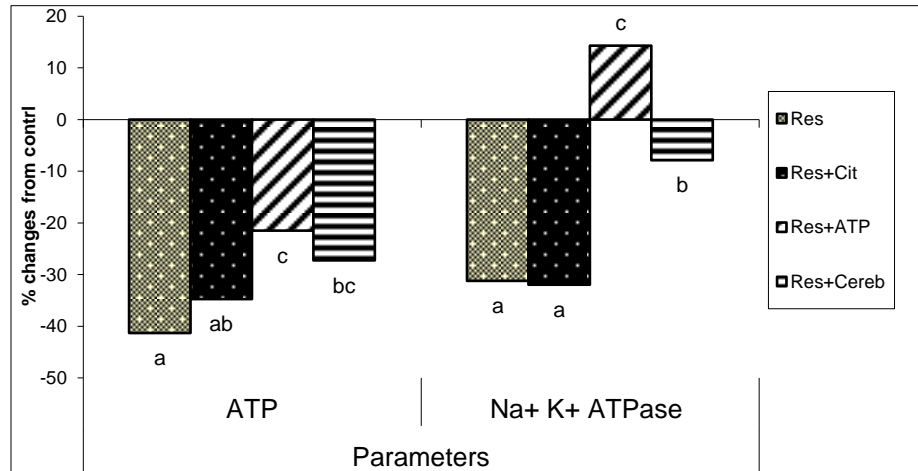 % changes from contrl
20
10
0
-10
-20
-30
-40
-50
a
ab
c
bc
a
a
c
b
ATP
Na+ K+ ATPase
Parameters
Res
Res+Cit
Res+ATP
Res+Cereb